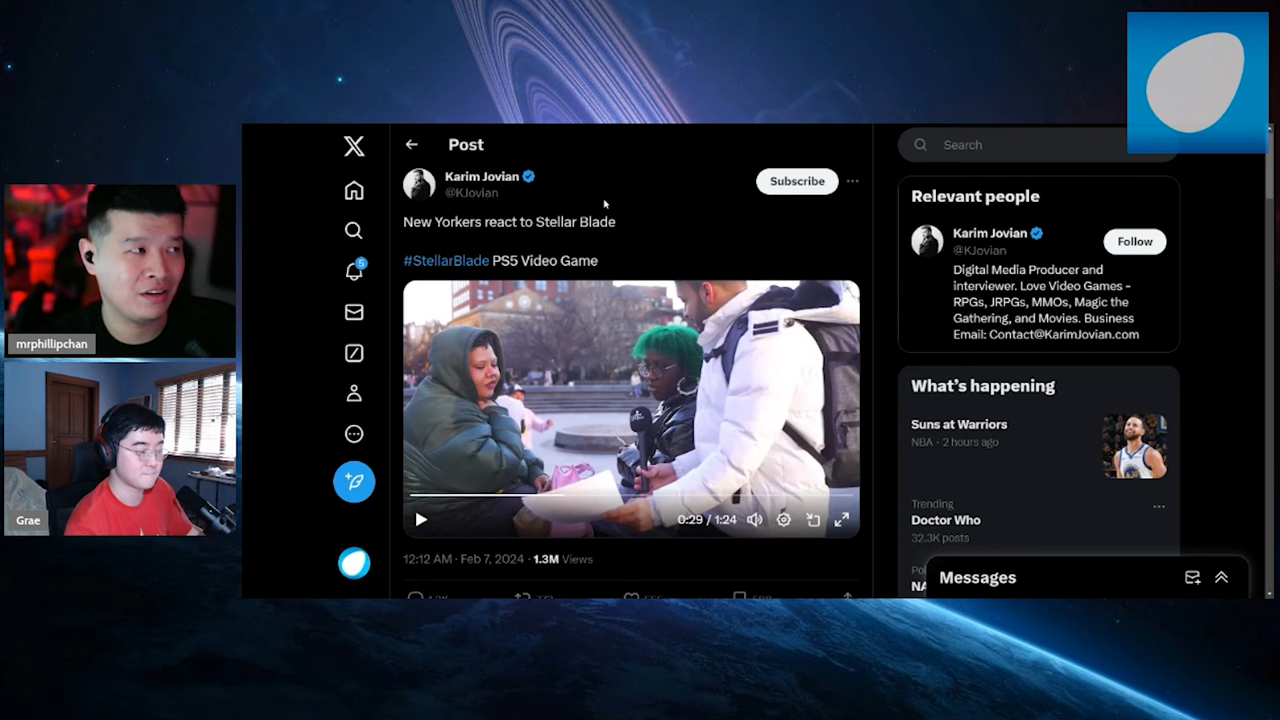 Post
Karim Jovian
@KJovian
Subscribe
New Yorkers react to Stellar Blade
#StellarBlade PS5 Video Game
0:29 / 1:24
12:12 AM · Feb 7, 2024 · 1.3M Views
5
mrphillipchan
Grae
Search
Relevant people
Karim Jovian
@KJovian
Follow
Digital Media Producer and
interviewer. Love Video Games -
RPGs, JRPGs, MMOs, Magic the
Gathering, and Movies. Business
Email: Contact@KarimJovian.com
What's happening
Suns at Warriors
NBA · 2 hours ago
Trending
Doctor Who
32.3K posts
Messages